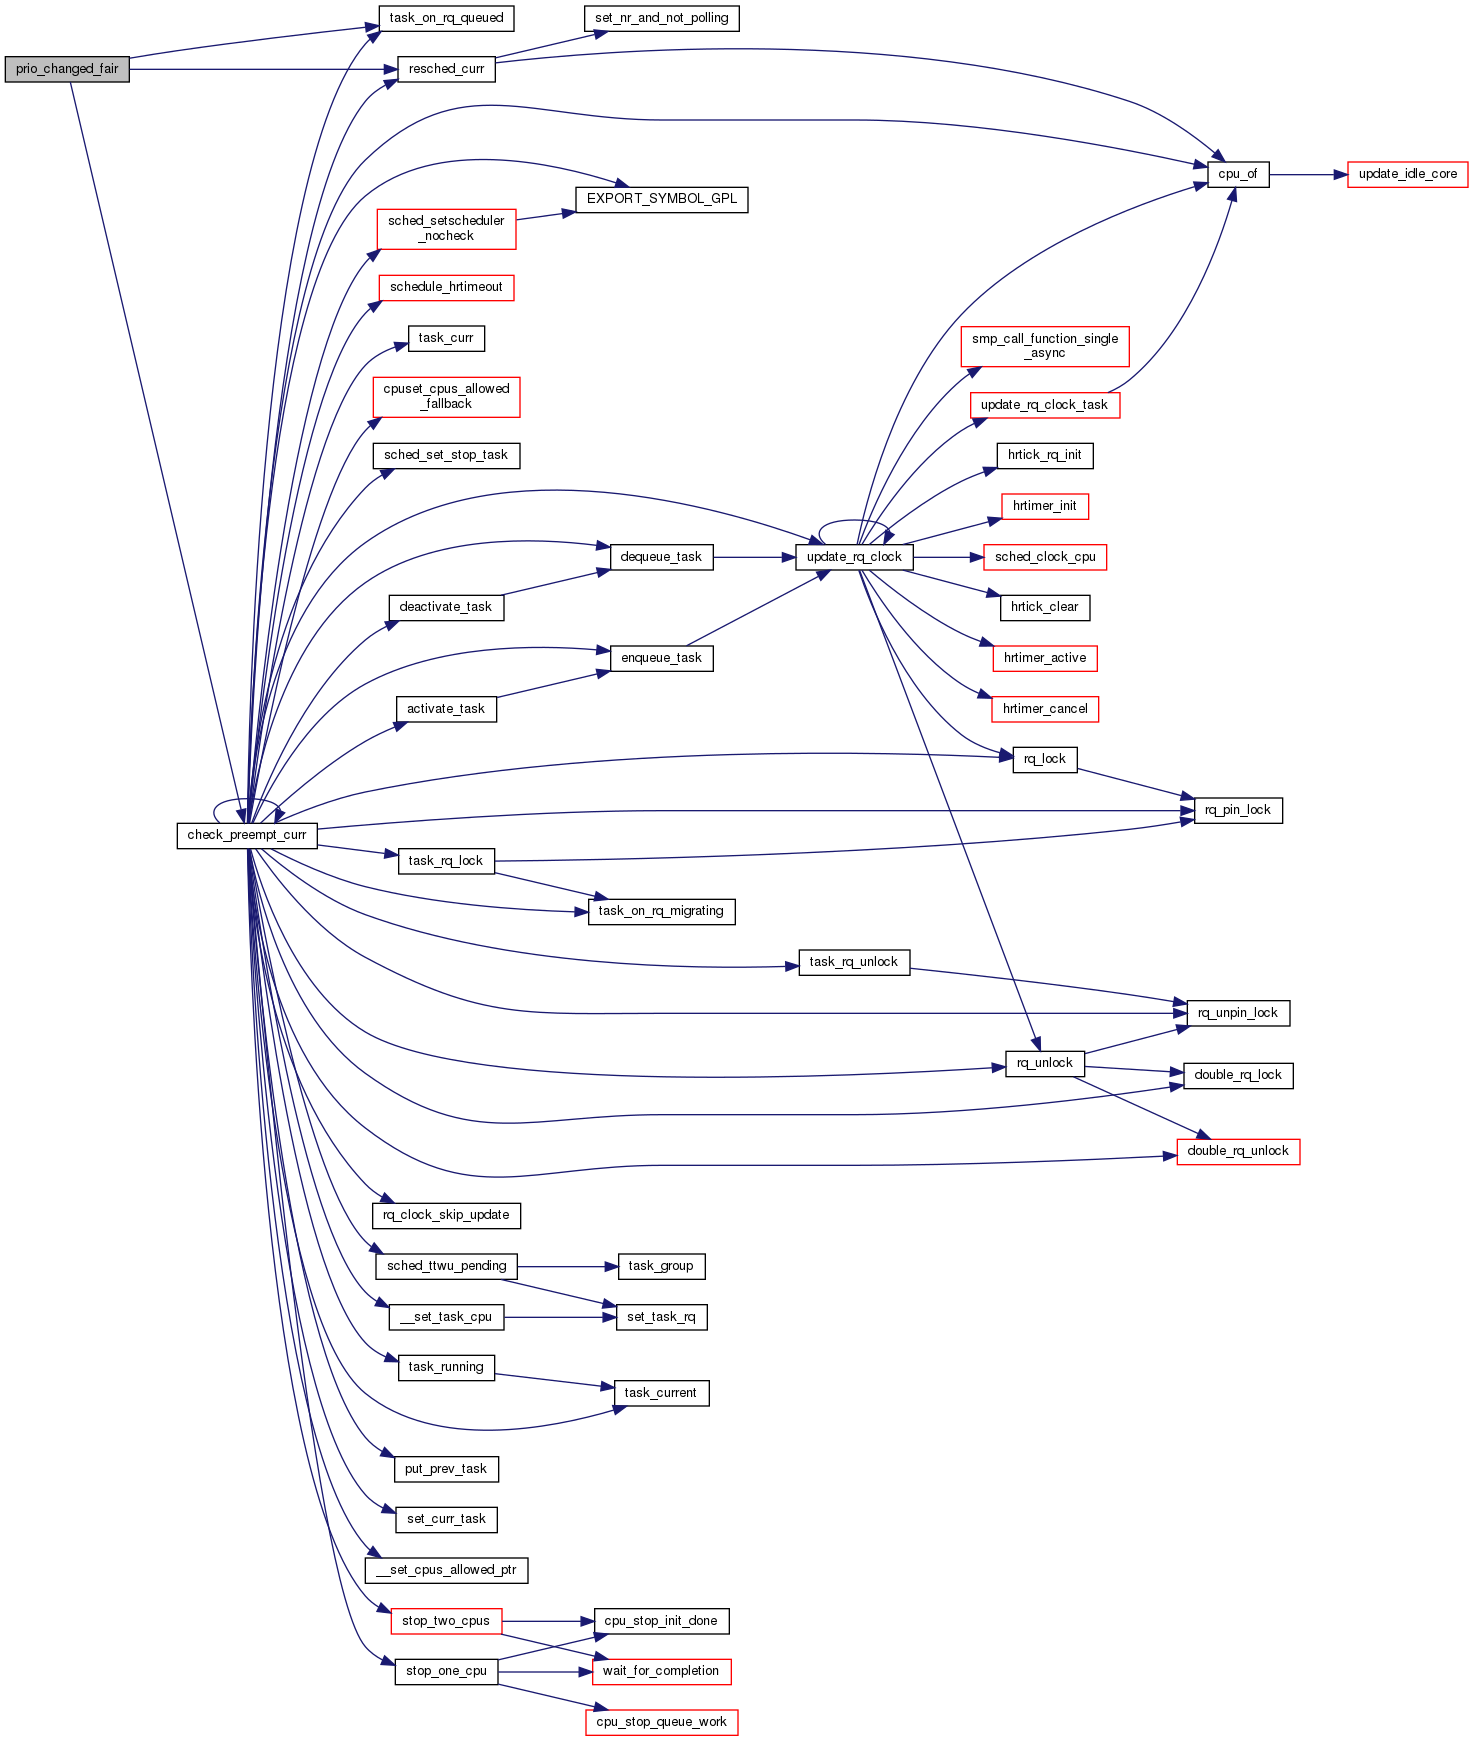 task_on_rq_queued
set_nr_and_not_polling
prio_changed_fair
resched_curr
cpu_of
update_idle_core
EXPORT_SYMBOL_GPL
sched_setscheduler
_nocheck
schedule_hrtimeout
task_curr
smp_call_function_single
_async
cpuset_cpus_allowed
_fallback
update_rq_clock_task
sched_set_stop_task
hrtick_rq_init
hrtimer_init
dequeue_task
update_rq_clock
sched_clock_cpu
deactivate_task
hrtick_clear
enqueue_task
hrtimer_active
activate_task
hrtimer_cancel
rq_lock
rq_pin_lock
check_preempt_curr
task_rq_lock
task_on_rq_migrating
task_rq_unlock
rq_unpin_lock
rq_unlock
double_rq_lock
double_rq_unlock
rq_clock_skip_update
sched_ttwu_pending
task_group
__set_task_cpu
set_task_rq
task_running
task_current
put_prev_task
set_curr_task
__set_cpus_allowed_ptr
stop_two_cpus
cpu_stop_init_done
stop_one_cpu
wait_for_completion
cpu_stop_queue_work